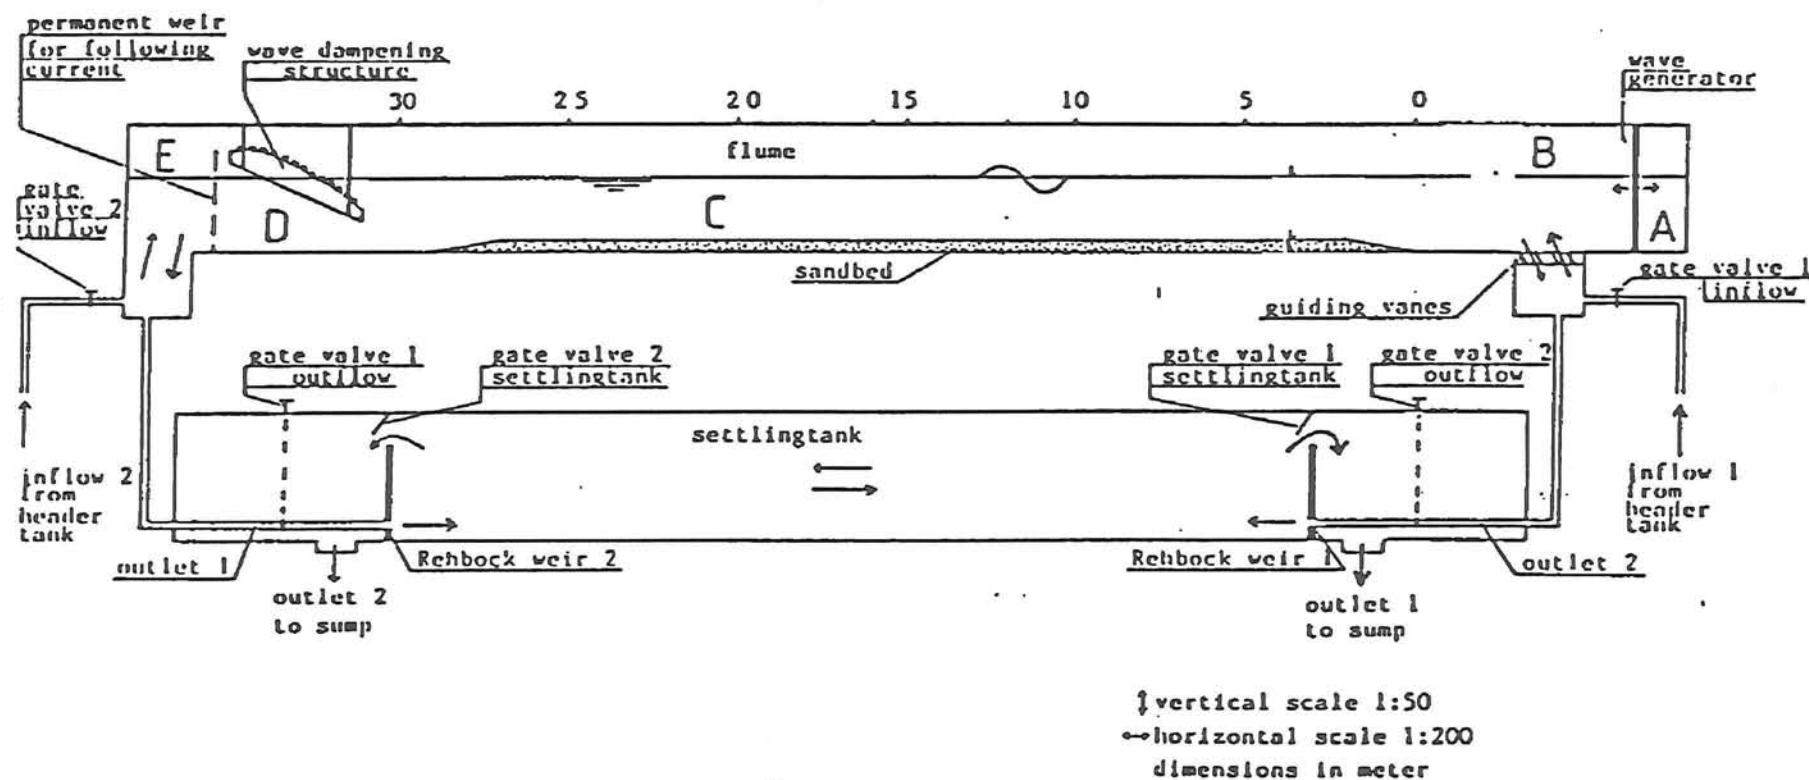 permanent weir
for following
current
wave dampening
structure
wave
generator
30 25 20 15 10 5 0
E
flume
B
gate
valve 2
inflow
D
C
A
sandbed
gate valve 1
inflow
guiding vanes
gate valve 1
outflow
gate valve 2
settlingtank
gate valve 1
settlingtank
gate valve 2
outflow
settlingtank
inflow 2
from
header
tank
inflow 1
from
header
tank
outlet 1
Rehbock weir 2
Rehbock weir 1
outlet 2
outlet 2
to sump
outlet 1
to sump
vertical scale 1:50
horizontal scale 1:200
dimensions in meter